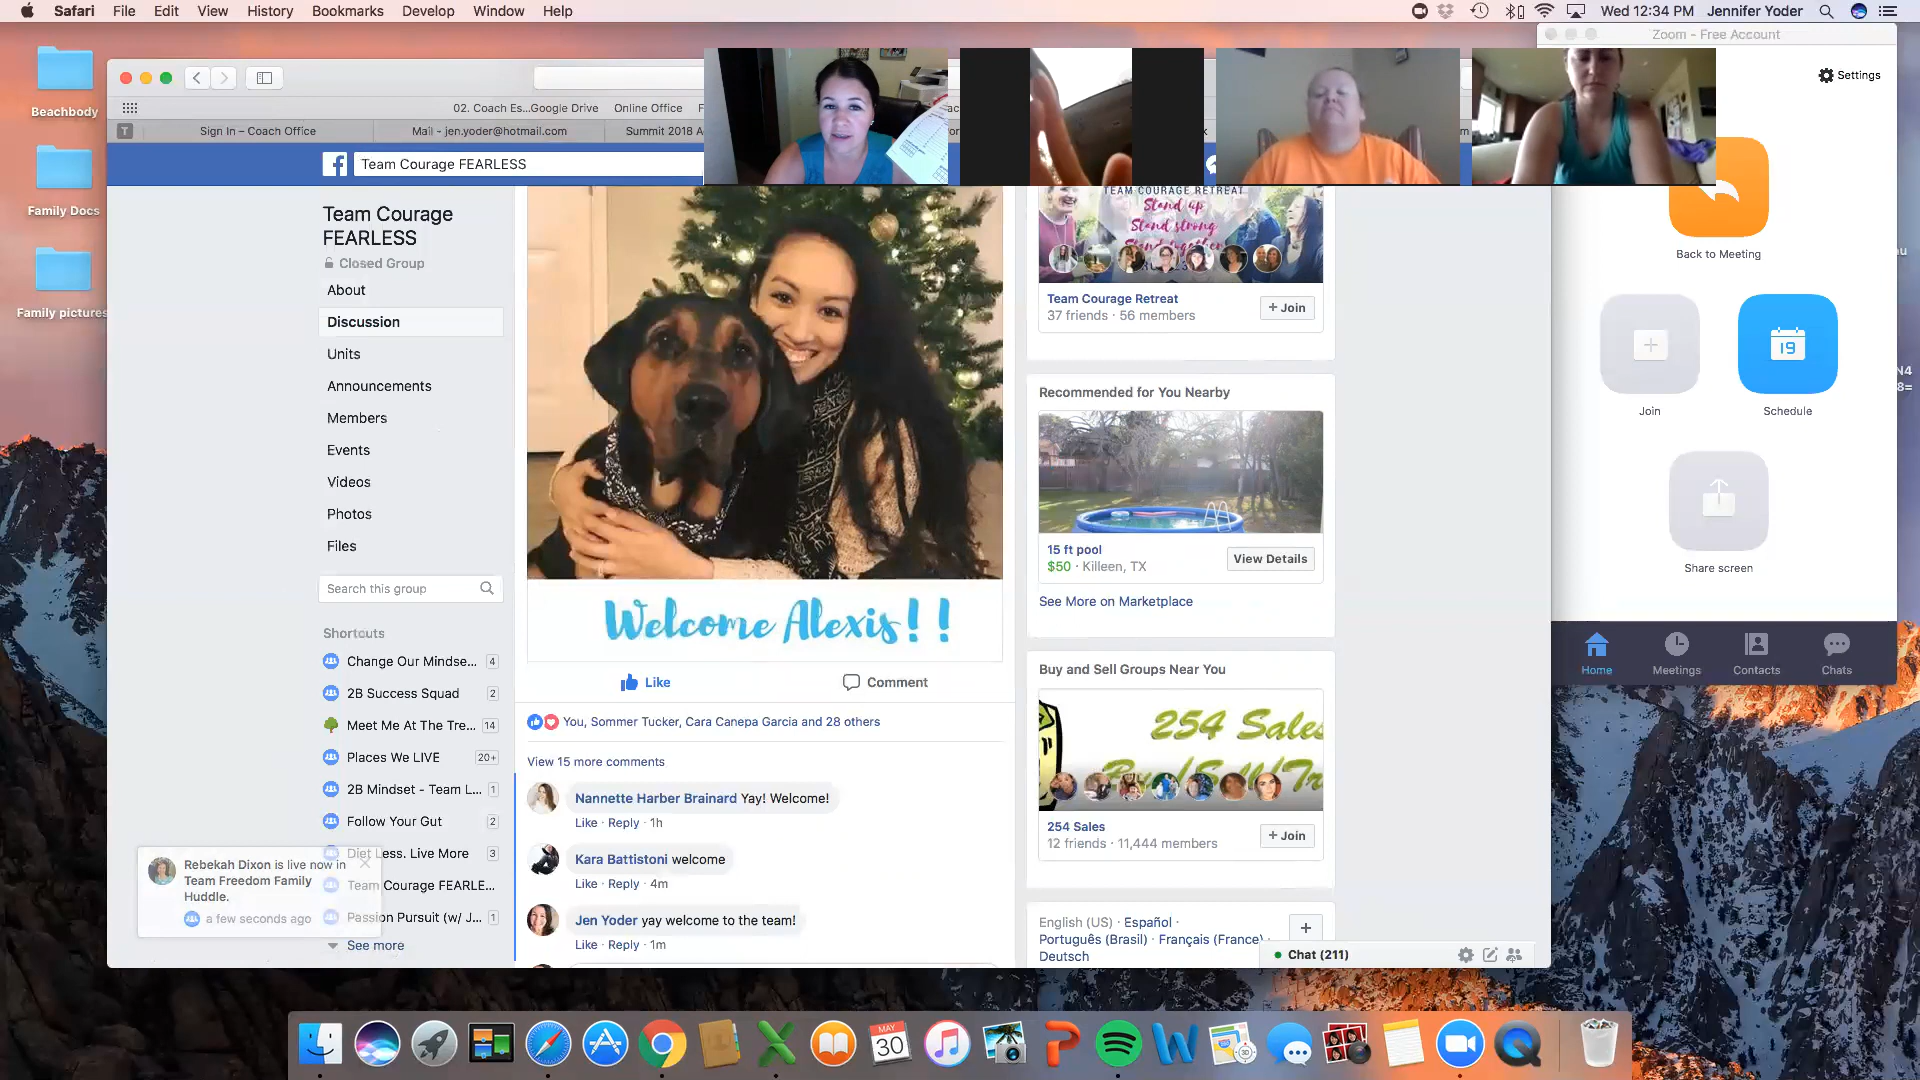 Safari File Edit View History Bookmarks Develop Window Help
Wed 12:34 PM Jennifer Yoder
Zoom - Free Account
Settings
Beachbody
Family Docs
Family pictures
02. Coach Es...Google Drive Online Office
T Sign In – Coach Office Mail - jen.yoder@hotmail.com Summit 2018 A
Team Courage FEARLESS
Team Courage
FEARLESS
Closed Group
About
Discussion
Units
Announcements
Members
Events
Videos
Photos
Files
Search this group
Shortcuts
Change Our Mindse... 4
2B Success Squad 2
Meet Me At The Tre... 14
Places We LIVE 20+
2B Mindset - Team L... 1
Follow Your Gut 2
Diet Less. Live More 3
Team Courage FEARLE...
Passion Pursuit (w/ J... 1
See more
Rebekah Dixon is live now in
Team Freedom Family
Huddle.
a few seconds ago
Welcome Alexis! !
Like Comment
You, Sommer Tucker, Cara Canepa Garcia and 28 others
View 15 more comments
Nannette Harber Brainard Yay! Welcome!
Like · Reply · 1h
Kara Battistoni welcome
Like · Reply · 4m
Jen Yoder yay welcome to the team!
Like · Reply · 1m
TEAM COURAGE RETREAT
Stand up
Stand strong
Stand together
Team Courage Retreat
37 friends · 56 members
+ Join
Recommended for You Nearby
15 ft pool
$50 · Killeen, TX
View Details
See More on Marketplace
Buy and Sell Groups Near You
254 Sales
Buy/Sell/Tr
254 Sales
12 friends · 11,444 members
+ Join
English (US) · Español ·
Português (Brasil) · Français (France) ·
Deutsch
+
Chat (211)
Back to Meeting
Join
19
Schedule
Share screen
Home Meetings Contacts Chats
MAY
30